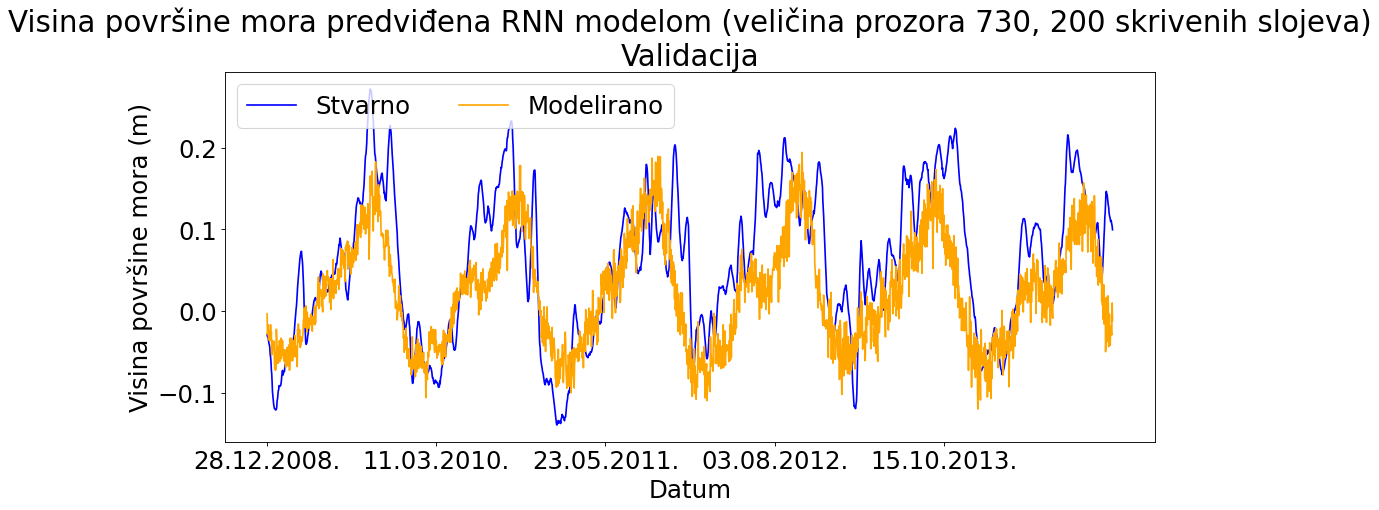 Visina površine mora predviđena RNN modelom (veličina prozora 730, 200 skrivenih slojeva)
Validacija
Stvarno
Modelirano
Visina površine mora (m)
0.2
0.1
0.0
−0.1
28.12.2008.
11.03.2010.
23.05.2011.
03.08.2012.
15.10.2013.
Datum